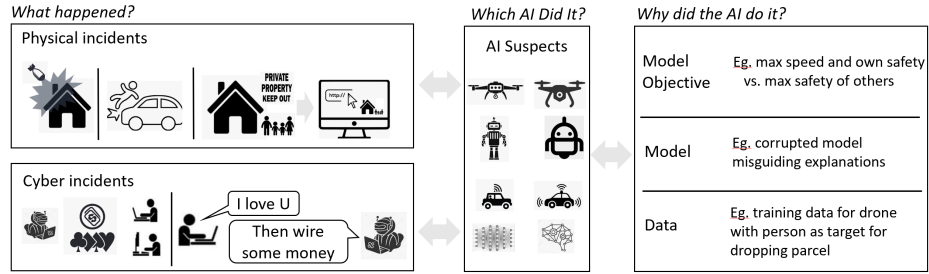 What happened?
Physical incidents
PRIVATE
PROPERTY
KEEP OUT
http://
Cyber incidents
I love U
Then wire
some money
Which AI Did It?
AI Suspects
Why did the AI do it?
Model
Objective
Eg. max speed and own safety
vs. max safety of others
Model
Eg. corrupted model
misguiding explanations
Data
Eg. training data for drone
with person as target for
dropping parcel